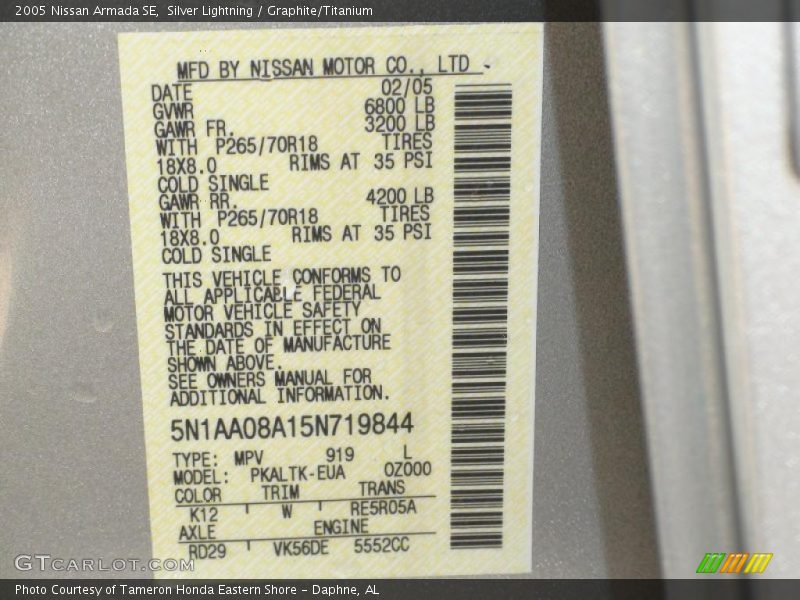 2005 Nissan Armada SE, Silver Lightning / Graphite/Titanium
MFD BY NISSAN MOTOR CO., LTD.
DATE 02/05
GVWR 6800 LB
GAWR FR. 3200 LB
WITH P265/70R18 TIRES
18X8.0 RIMS AT 35 PSI
COLD SINGLE
GAWR RR. 4200 LB
WITH P265/70R18 TIRES
18X8.0 RIMS AT 35 PSI
COLD SINGLE
THIS VEHICLE CONFORMS TO
ALL APPLICABLE FEDERAL
MOTOR VEHICLE SAFETY
STANDARDS IN EFFECT ON
THE DATE OF MANUFACTURE
SHOWN ABOVE.
SEE OWNERS MANUAL FOR
ADDITIONAL INFORMATION.
5N1AA08A15N719844
TYPE: MPV 919 L
MODEL: PKALTK-EUA 0Z000
COLOR TRIM TRANS
K12 W RE5R05A
AXLE ENGINE
RD29 VK56DE 5552CC
GTCarLot.com
Photo Courtesy of Tameron Honda Eastern Shore – Daphne, AL